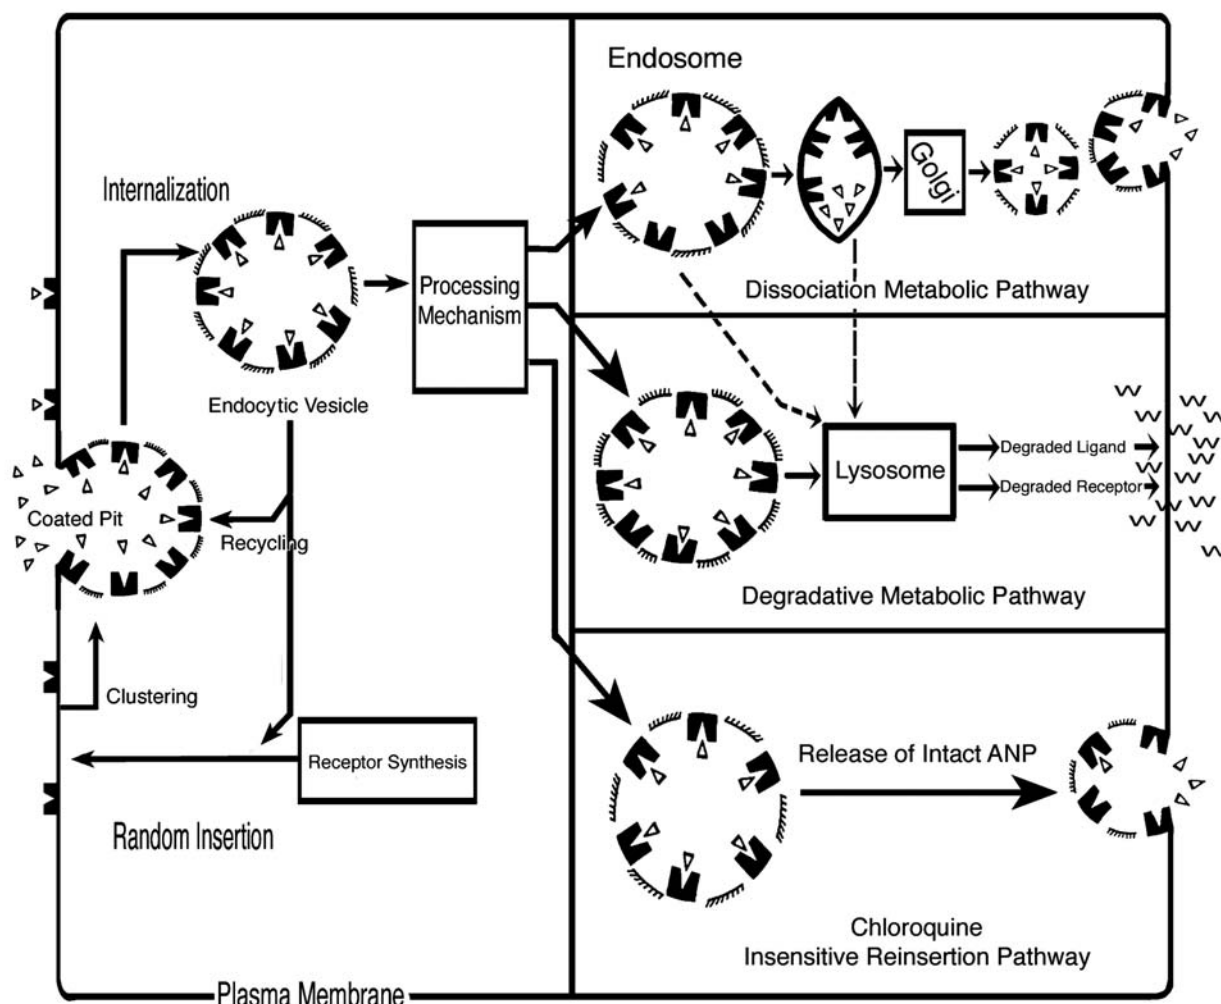 Endosome
Golgi
Internalization
Dissociation Metabolic Pathway
Processing
Mechanism
Endocytic Vesicle
Lysosome
Degraded Ligand
Degraded Receptor
Coated Pit
Recycling
Degradative Metabolic Pathway
Clustering
Receptor Synthesis
Random Insertion
Release of Intact ANP
Chloroquine
Insensitive Reinsertion Pathway
Plasma Membrane